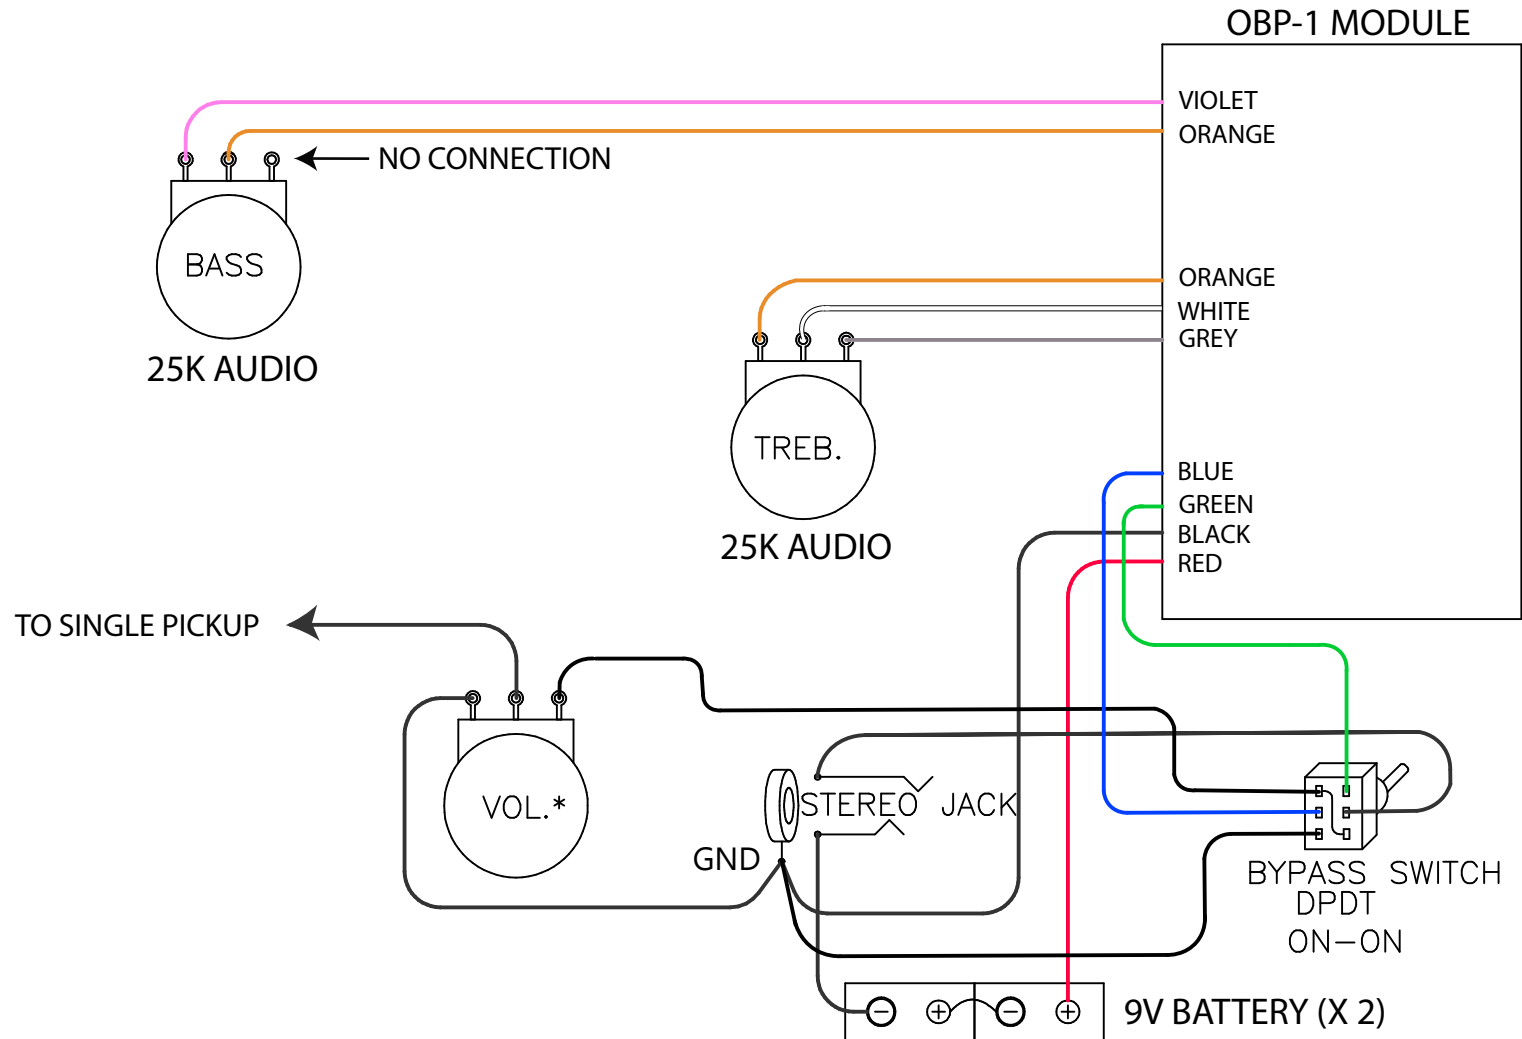 OBP-1 MODULE
VIOLET
ORANGE
NO CONNECTION
BASS
25K AUDIO
ORANGE
WHITE
GREY
TREB.
25K AUDIO
BLUE
GREEN
BLACK
RED
TO SINGLE PICKUP
VOL.*
STEREO JACK
GND
BYPASS SWITCH
DPDT
ON-ON
- + - +
9V BATTERY (X 2)